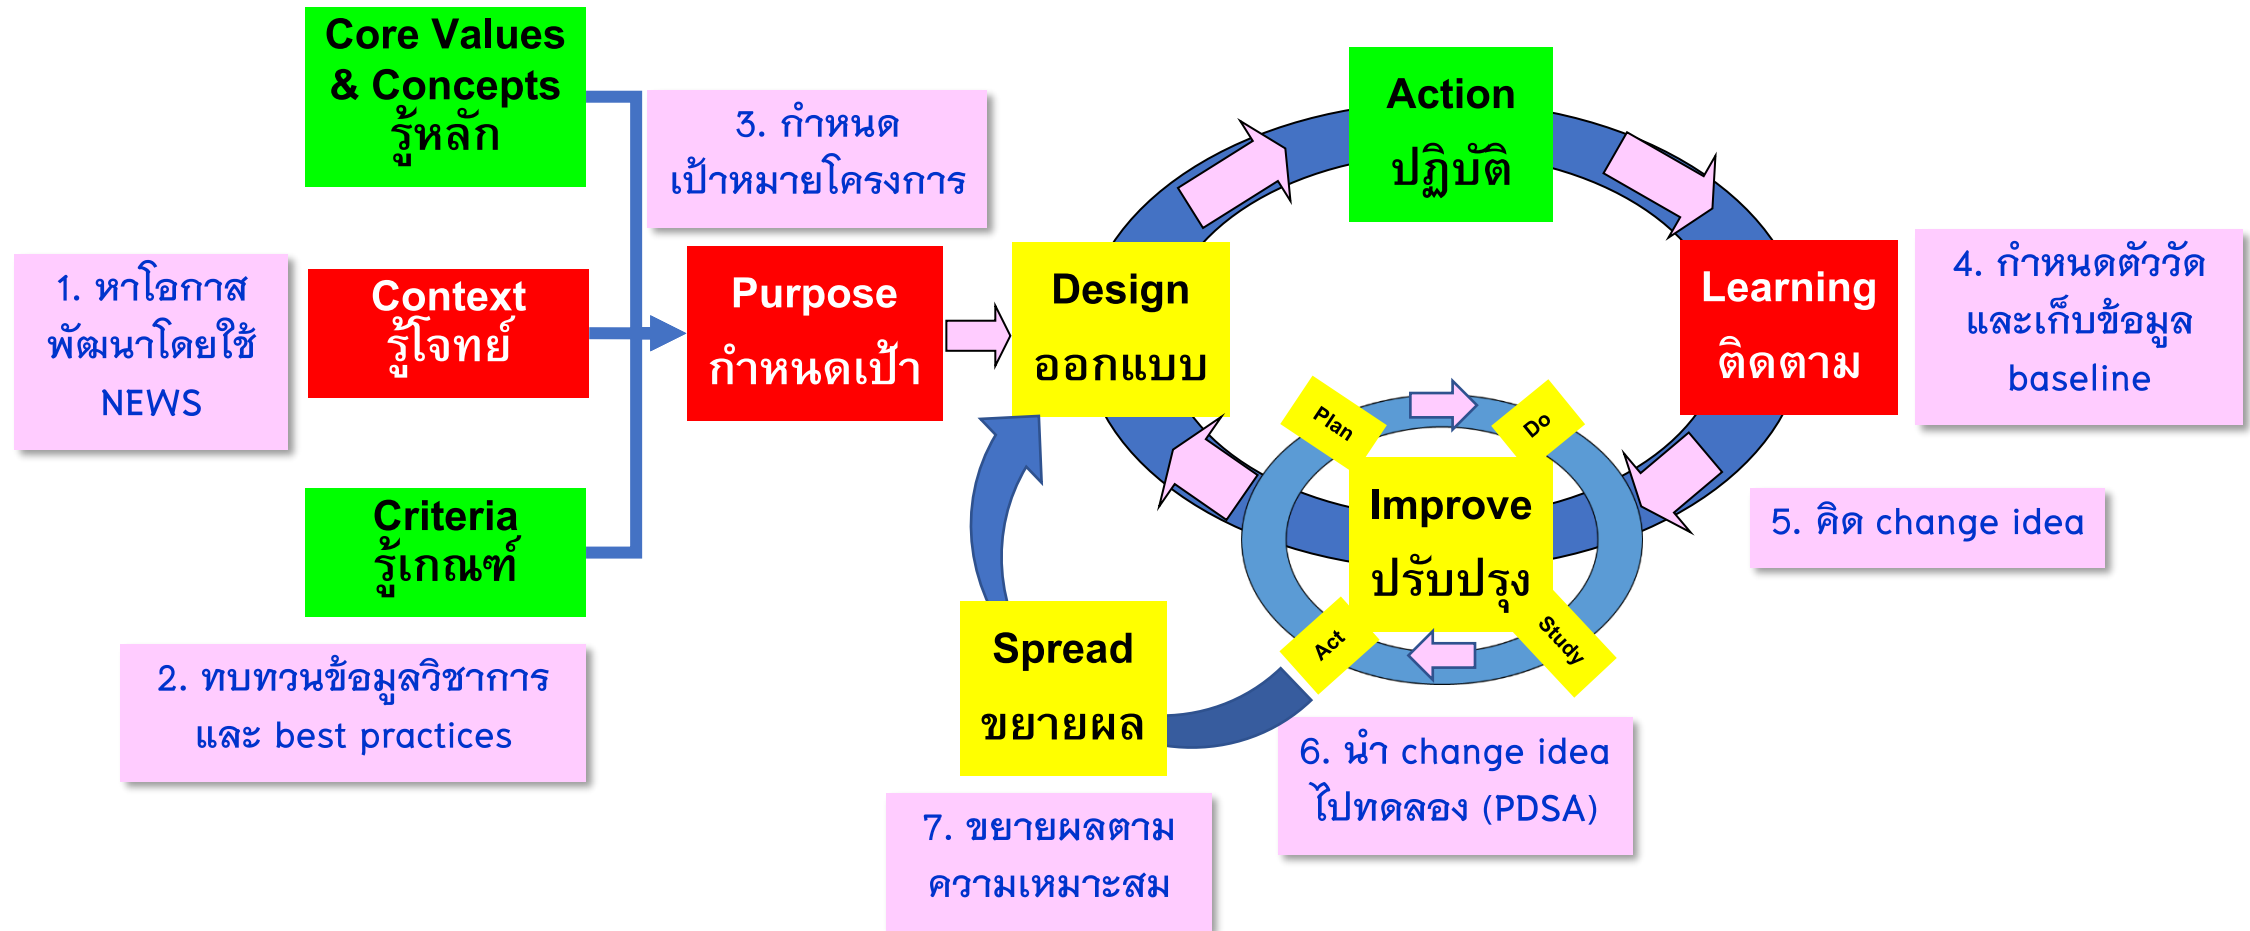 Core Values
& Concepts
รู้หลัก
1. หาโอกาส
พัฒนาโดยใช้
NEWS
Context
รู้โจทย์
Criteria
รู้เกณฑ์
2. ทบทวนข้อมูลวิชาการ
และ best practices
3. กำหนด
เป้าหมายโครงการ
Purpose
กำหนดเป้า
Design
ออกแบบ
Action
ปฏิบัติ
Learning
ติดตาม
4. กำหนดตัววัด
และเก็บข้อมูล
baseline
5. คิด change idea
Plan
Do
Improve
ปรับปรุง
Study
Act
6. นำ change idea
ไปทดลอง (PDSA)
Spread
ขยายผล
7. ขยายผลตาม
ความเหมาะสม